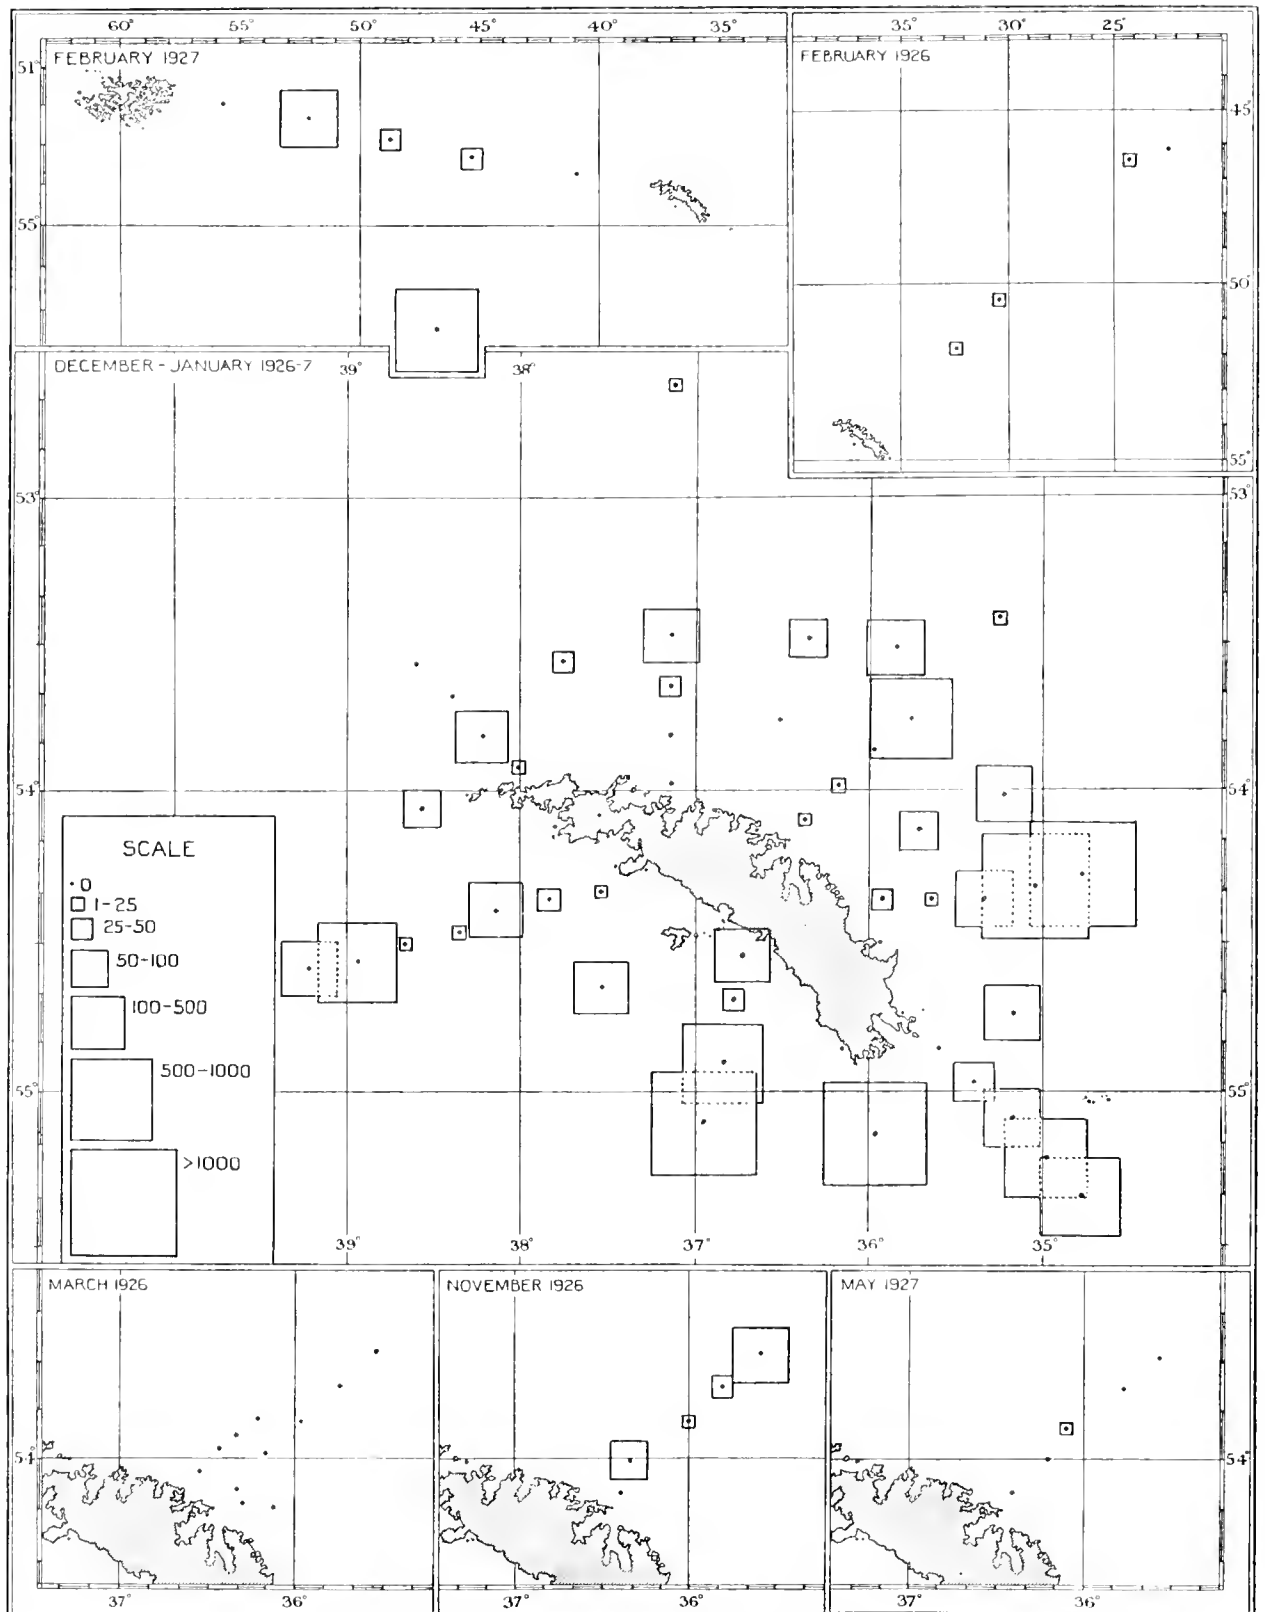 60° 55° 50° 45° 40° 35°
35° 30° 25°
FEBRUARY 1927
FEBRUARY 1926
51°
55°
45°
50°
55°
DECEMBER - JANUARY 1926-7
39° 38°
53° 53°
54° 54°
SCALE
0
1-25
25-50
50-100
100-500
500-1000
>1000
55° 55°
39° 38° 37° 36° 35°
MARCH 1926
NOVEMBER 1926
MAY 1927
54° 54°
37° 36° 37° 36° 37° 36°